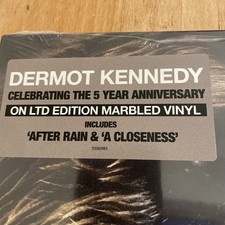 DERMOT KENNEDY
CELEBRATING THE 5 YEAR ANNIVERSARY
ON LTD EDITION MARBLED VINYL
INCLUDES
'AFTER RAIN & 'A CLOSENESS'